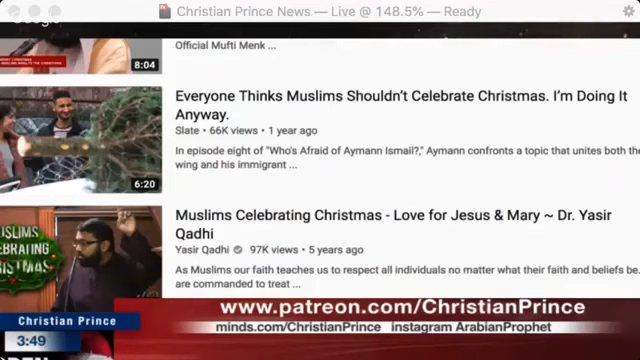 Christian Prince News — Live @ 148.5% — Ready
Official Mufti Menk ...
8:04
Everyone Thinks Muslims Shouldn't Celebrate Christmas. I'm Doing It
Anyway.
Slate • 66K views • 1 year ago
In episode eight of "Who's Afraid of Aymann Ismail?," Aymann confronts a topic that unites both the
wing and his immigrant ...
6:20
Muslims Celebrating Christmas - Love for Jesus & Mary ~ Dr. Yasir
Qadhi
Yasir Qadhi 97K views • 5 years ago
As Muslims our faith teaches us to respect all individuals no matter what their faith and beliefs be..
are commanded to treat ...
www.patreon.com/ChristianPrince
Christian Prince
minds.com/ChristianPrince instagram ArabianProphet
3:49